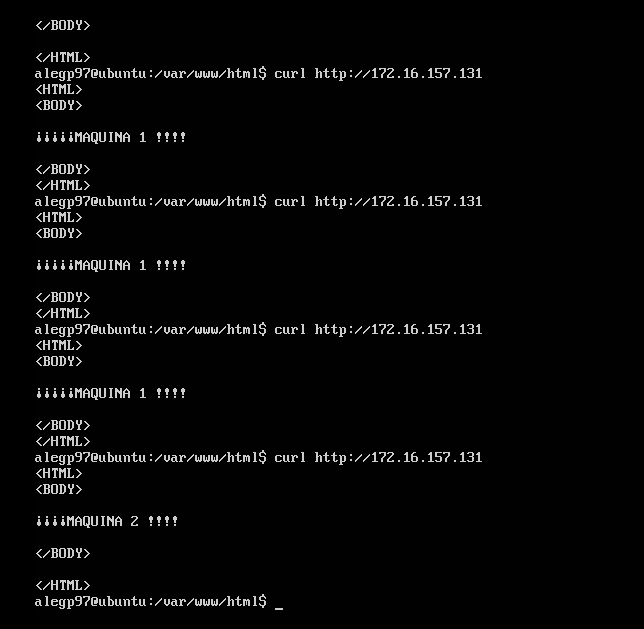 </BODY>
</HTML>
alegp97@ubuntu:/var/www/html$ curl http://172.16.157.131
<HTML>
<BODY>
¡¡¡¡¡MAQUINA 1 !!!!
</BODY>
</HTML>
alegp97@ubuntu:/var/www/html$ curl http://172.16.157.131
<HTML>
<BODY>
¡¡¡¡¡MAQUINA 1 !!!!
</BODY>
</HTML>
alegp97@ubuntu:/var/www/html$ curl http://172.16.157.131
<HTML>
<BODY>
¡¡¡¡¡MAQUINA 1 !!!!
</BODY>
</HTML>
alegp97@ubuntu:/var/www/html$ curl http://172.16.157.131
<HTML>
<BODY>
¡¡¡¡MAQUINA 2 !!!!
</BODY>
</HTML>
alegp97@ubuntu:/var/www/html$ _